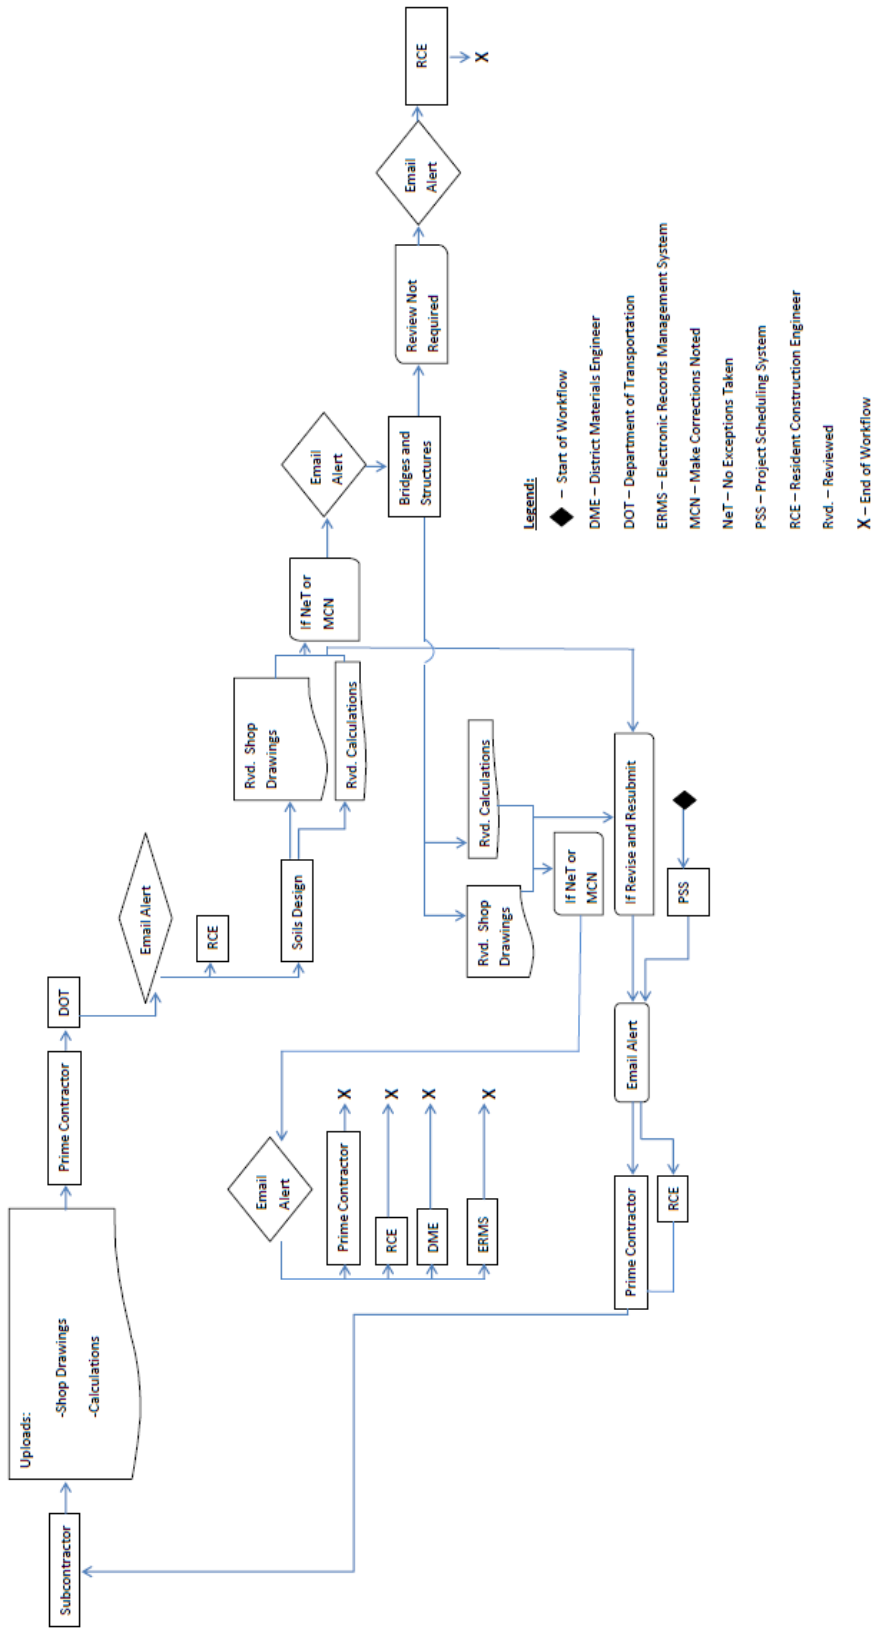 Subcontractor
Uploads:
-Shop Drawings
-Calculations
Prime Contractor
DOT
Email Alert
RCE
Soils Design
Rvd.  Shop
Drawings
Rvd. Calculations
If NeT or
MCN
Email
Alert
Bridges and
Structures
Review Not
Required
Email
Alert
RCE
X
Rvd.  Shop
Drawings
Rvd. Calculations
If NeT or
MCN
If Revise and Resubmit
PSS
Email Alert
Prime Contractor
RCE
Email
Alert
Prime Contractor
X
RCE
X
DME
X
ERMS
X
Legend:
◆ – Start of Workflow
DME – District Materials Engineer
DOT – Department of Transportation
ERMS – Electronic Records Management System
MCN – Make Corrections Noted
NeT – No Exceptions Taken
PSS – Project Scheduling System
RCE – Resident Construction Engineer
Rvd. – Reviewed
X – End of Workflow